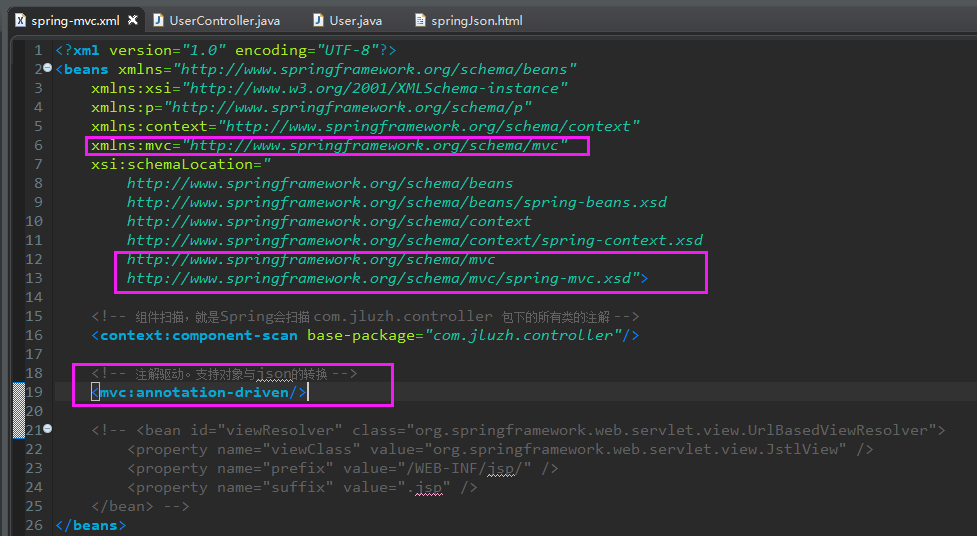 spring-mvc.xml UserController.java User.java springJson.html
1 <?xml version="1.0" encoding="UTF-8"?>
2 <beans xmlns="http://www.springframework.org/schema/beans"
3 xmlns:xsi="http://www.w3.org/2001/XMLSchema-instance"
4 xmlns:p="http://www.springframework.org/schema/p"
5 xmlns:context="http://www.springframework.org/schema/context"
6 xmlns:mvc="http://www.springframework.org/schema/mvc"
7 xsi:schemaLocation="
8 http://www.springframework.org/schema/beans
9 http://www.springframework.org/schema/beans/spring-beans.xsd
10 http://www.springframework.org/schema/context
11 http://www.springframework.org/schema/context/spring-context.xsd
12 http://www.springframework.org/schema/mvc
13 http://www.springframework.org/schema/mvc/spring-mvc.xsd">
14
15 <!-- 组件扫描，就是Spring会扫描 com.jluzh.controller 包下的所有类的注解 -->
16 <context:component-scan base-package="com.jluzh.controller"/>
17
18 <!-- 注解驱动。支持对象与json的转换 -->
19 <mvc:annotation-driven/>
20
21 <!-- <bean id="viewResolver" class="org.springframework.web.servlet.view.UrlBasedViewResolver">
22 <property name="viewClass" value="org.springframework.web.servlet.view.JstlView" />
23 <property name="prefix" value="/WEB-INF/jsp/" />
24 <property name="suffix" value=".jsp" />
25 </bean> -->
26 </beans>